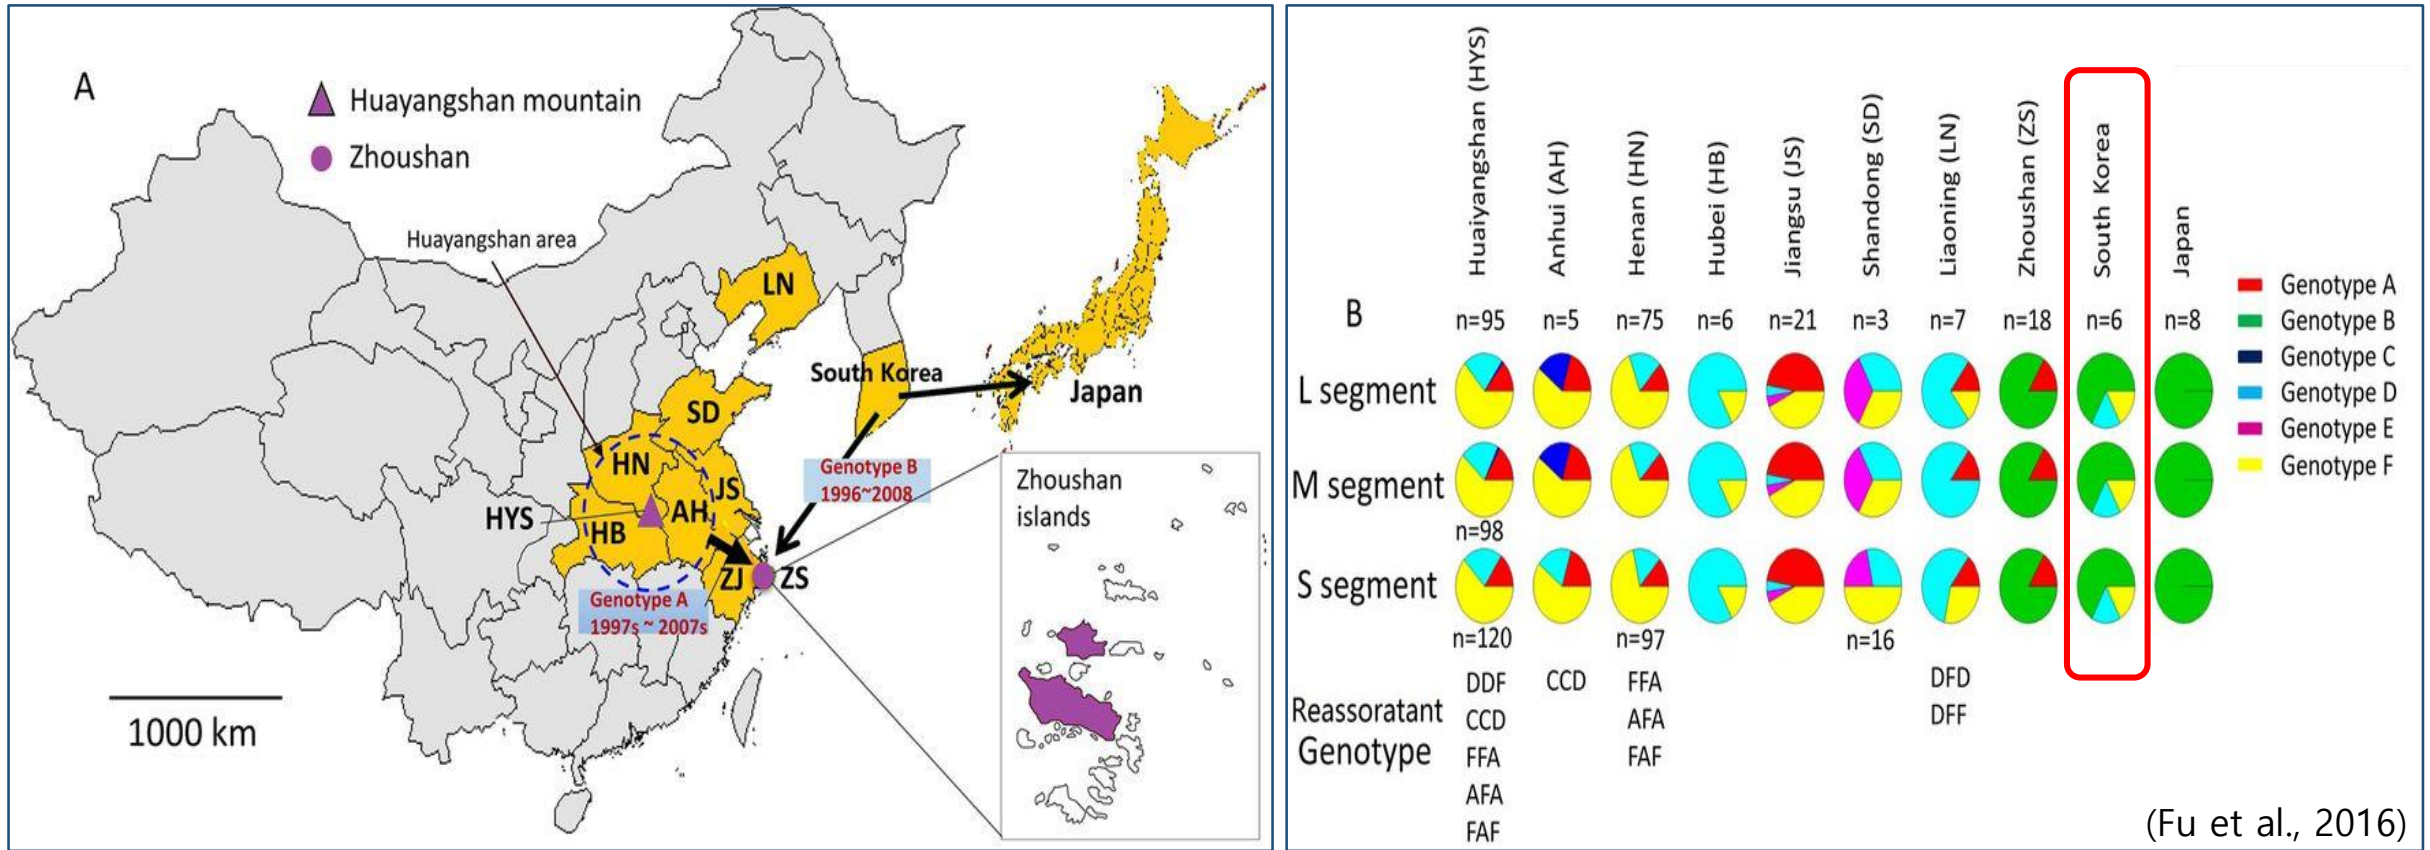 A
Huayangshan mountain
Zhoushan
Huayangshan area
LN
South Korea
Japan
SD
HN
JS
AH
HYS
HB
ZJ
ZS
Genotype B
1996~2008
Genotype A
1997s ~ 2007s
Zhoushan
islands
1000 km
Huaiyangshan (HYS)
Anhui (AH)
Henan (HN)
Hubei (HB)
Jiangsu (JS)
Shandong (SD)
Liaoning (LN)
Zhoushan (ZS)
South Korea
Japan
B
n=95 n=5 n=75 n=6 n=21 n=3 n=7 n=18 n=6 n=8
Genotype A
Genotype B
Genotype C
Genotype D
Genotype E
Genotype F
L segment
M segment
n=98
S segment
n=120 n=97 n=16
Reassoratant
Genotype
DDF CCD FFA DFD
CCD AFA DFF
FFA FAF
AFA
FAF
(Fu et al., 2016)